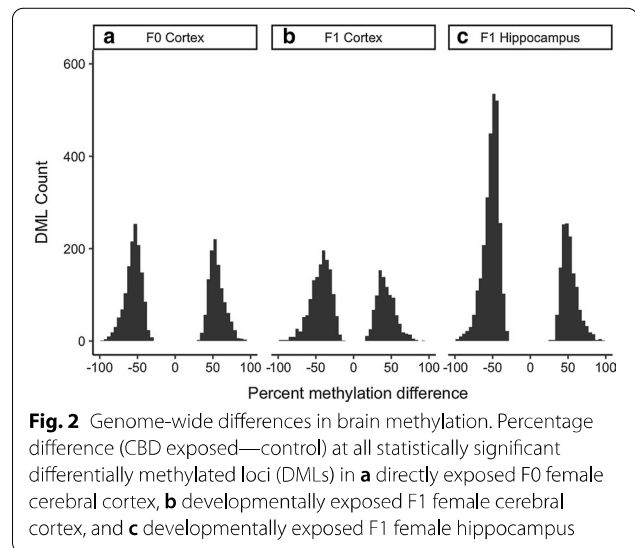 a F0 Cortex
b F1 Cortex
c F1 Hippocampus
600
400
200
0
DML Count
-100 -50 0 50 100
-100 -50 0 50 100
-100 -50 0 50 100
Percent methylation difference
Fig. 2 Genome-wide differences in brain methylation. Percentage
difference (CBD exposed—control) at all statistically significant
differentially methylated loci (DMLs) in a directly exposed F0 female
cerebral cortex, b developmentally exposed F1 female cerebral
cortex, and c developmentally exposed F1 female hippocampus